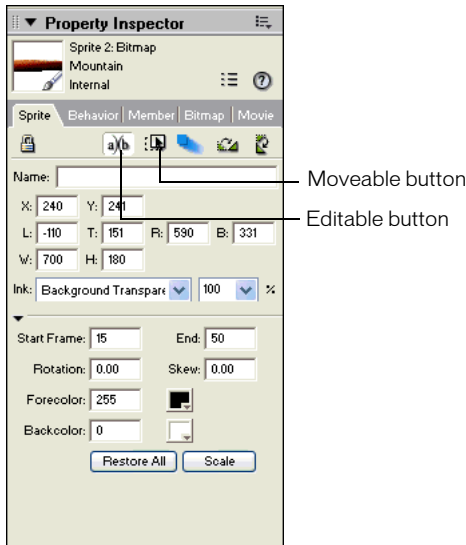 Property Inspector
Sprite 2: Bitmap
Mountain
Internal
Sprite Behavior Member Bitmap Movie
a)b
Name:
Moveable button
X: 240 Y: 241
Editable button
L: -110 T: 151 R: 590 B: 331
W: 700 H: 180
Ink: Background Transpare 100 %
Start Frame: 15 End: 50
Rotation: 0.00 Skew: 0.00
Forecolor: 255
Backcolor: 0
Restore All Scale